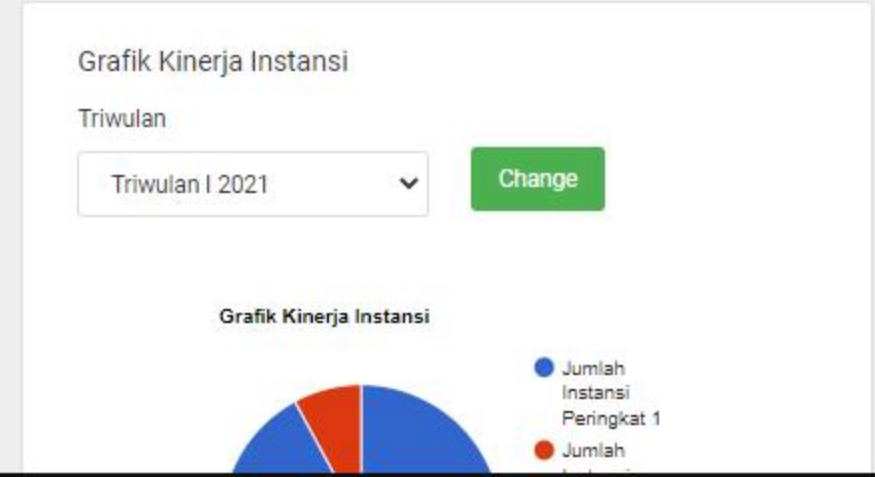 Grafik Kinerja Instansi
Triwulan
Triwulan I 2021
Change
Grafik Kinerja Instansi
Jumlah
Instansi
Peringkat 1
Jumlah